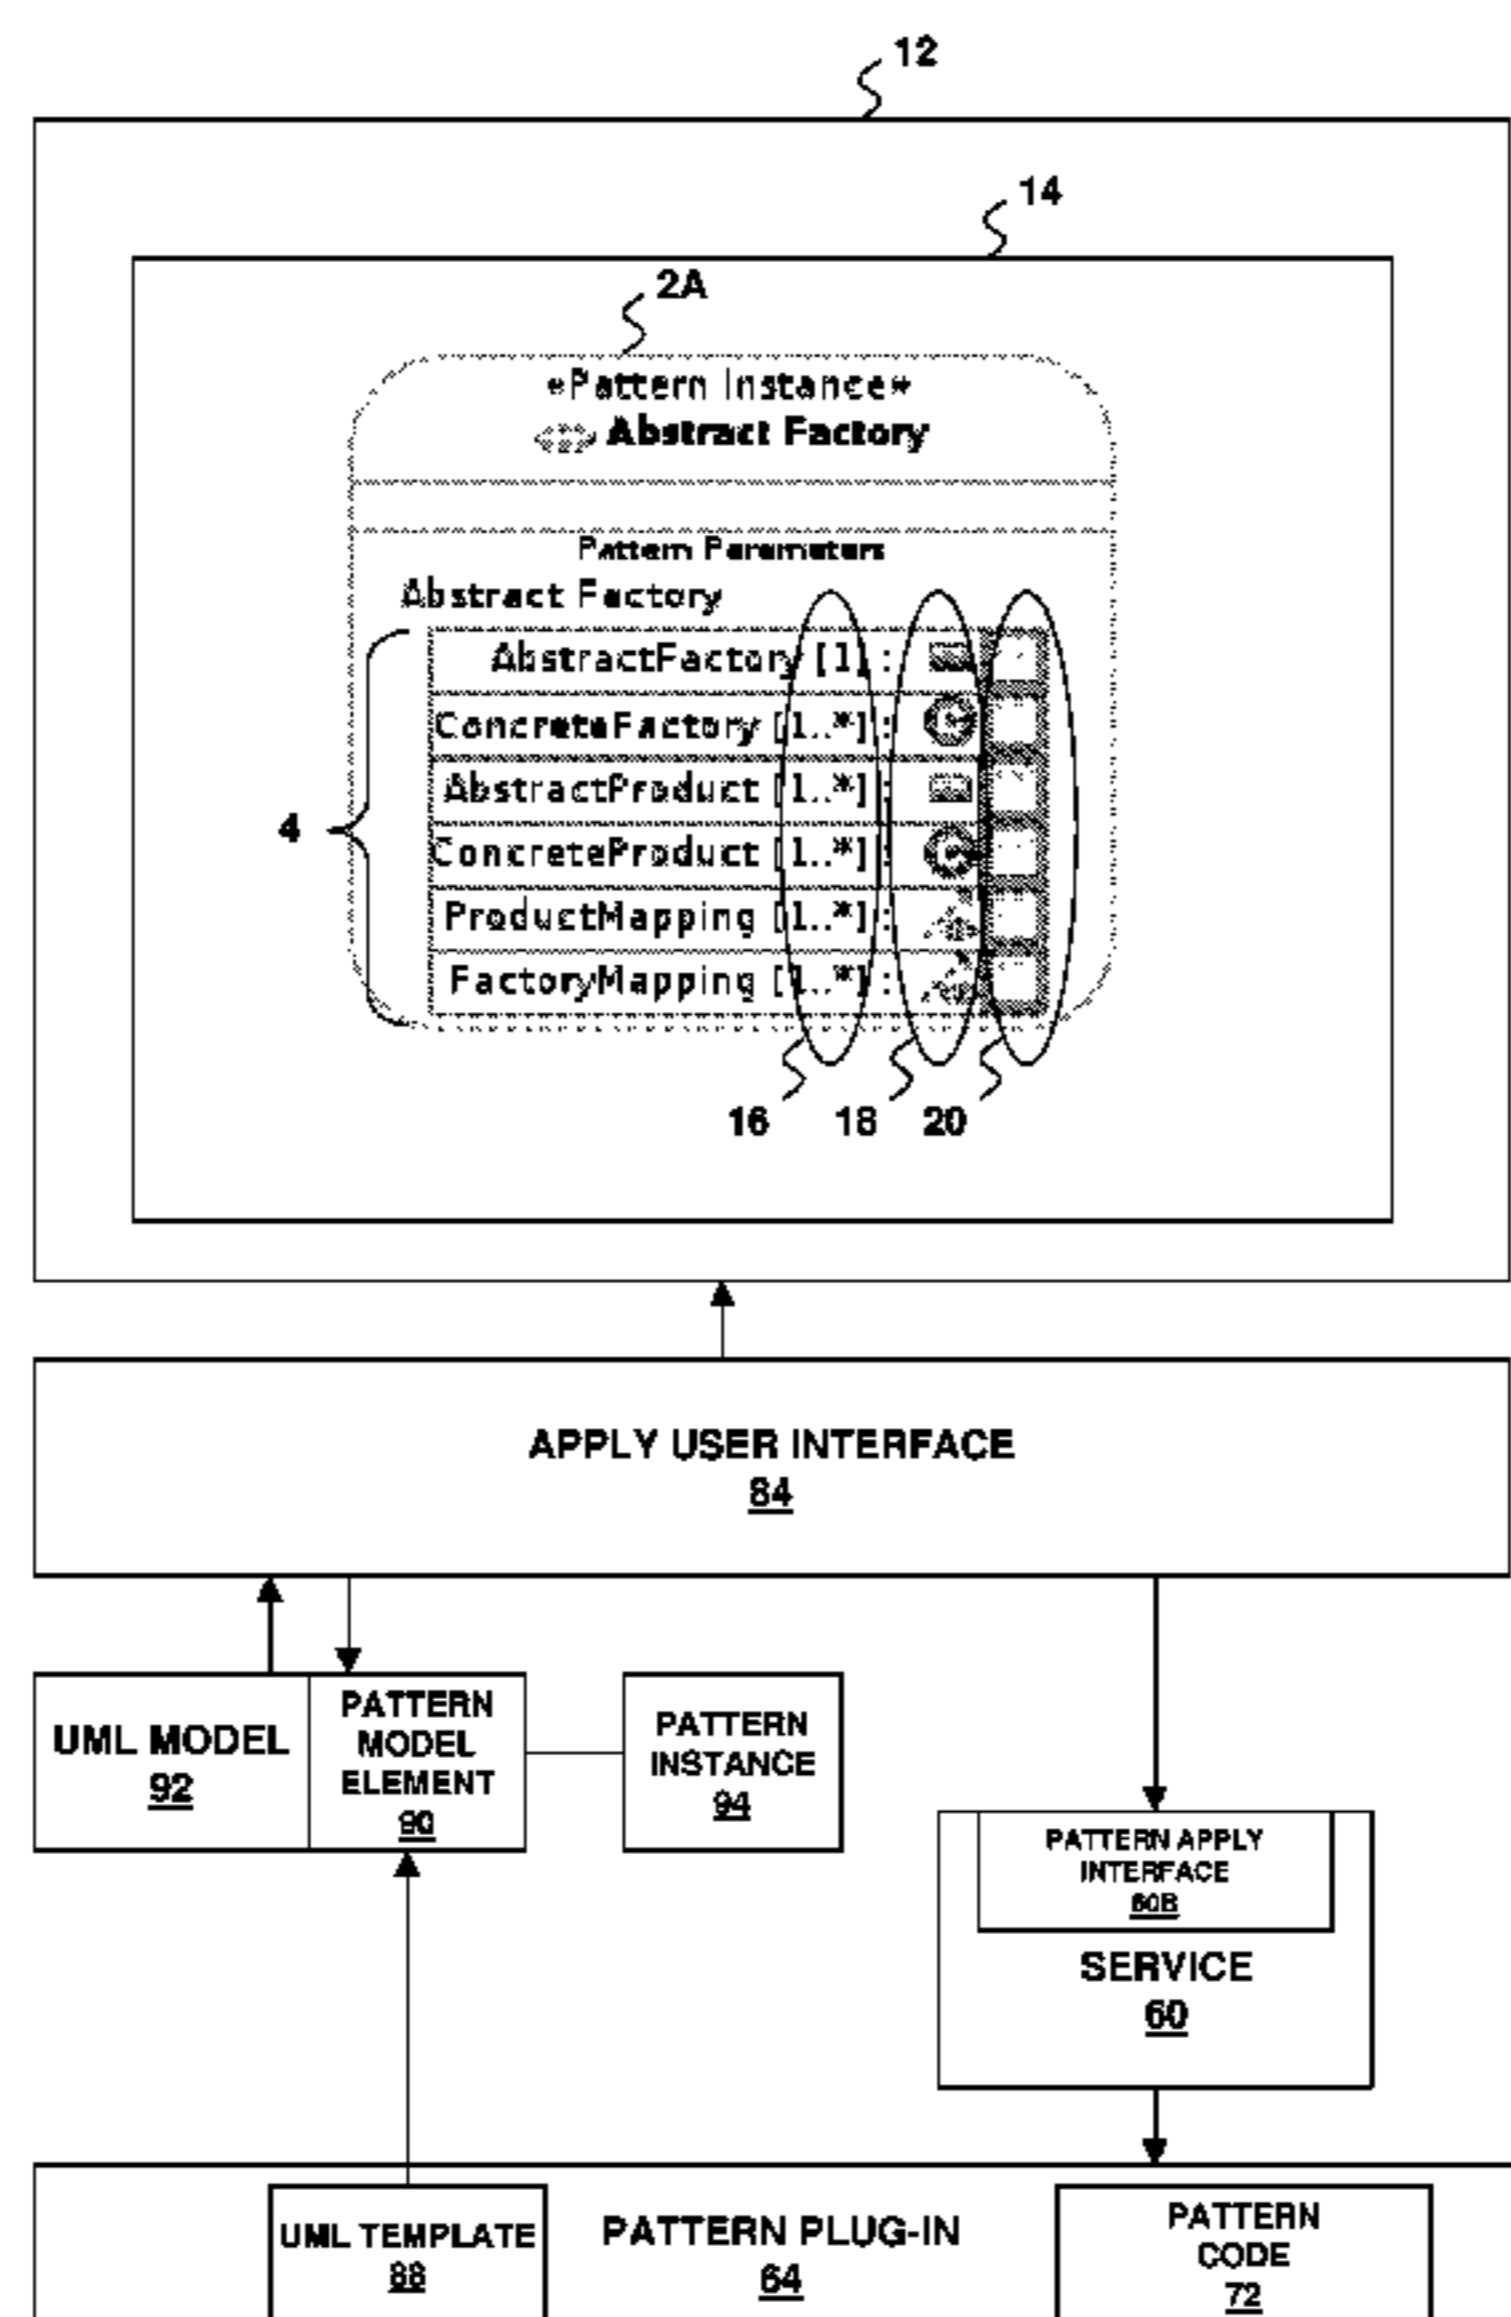 12
14
2A
«Pattern Instance»
Abstract Factory
Pattern Parameters
Abstract Factory
AbstractFactory [1] :
ConcreteFactory [1..*] :
AbstractProduct [1..*] :
4
ConcreteProduct [1..*] :
ProductMapping [1..*] :
FactoryMapping [1..*] :
16 18 20
APPLY USER INTERFACE
84
UML MODEL
92
PATTERN
MODEL
ELEMENT
90
PATTERN
INSTANCE
94
PATTERN APPLY
INTERFACE
60B
SERVICE
60
UML TEMPLATE
88
PATTERN PLUG-IN
64
PATTERN
CODE
72